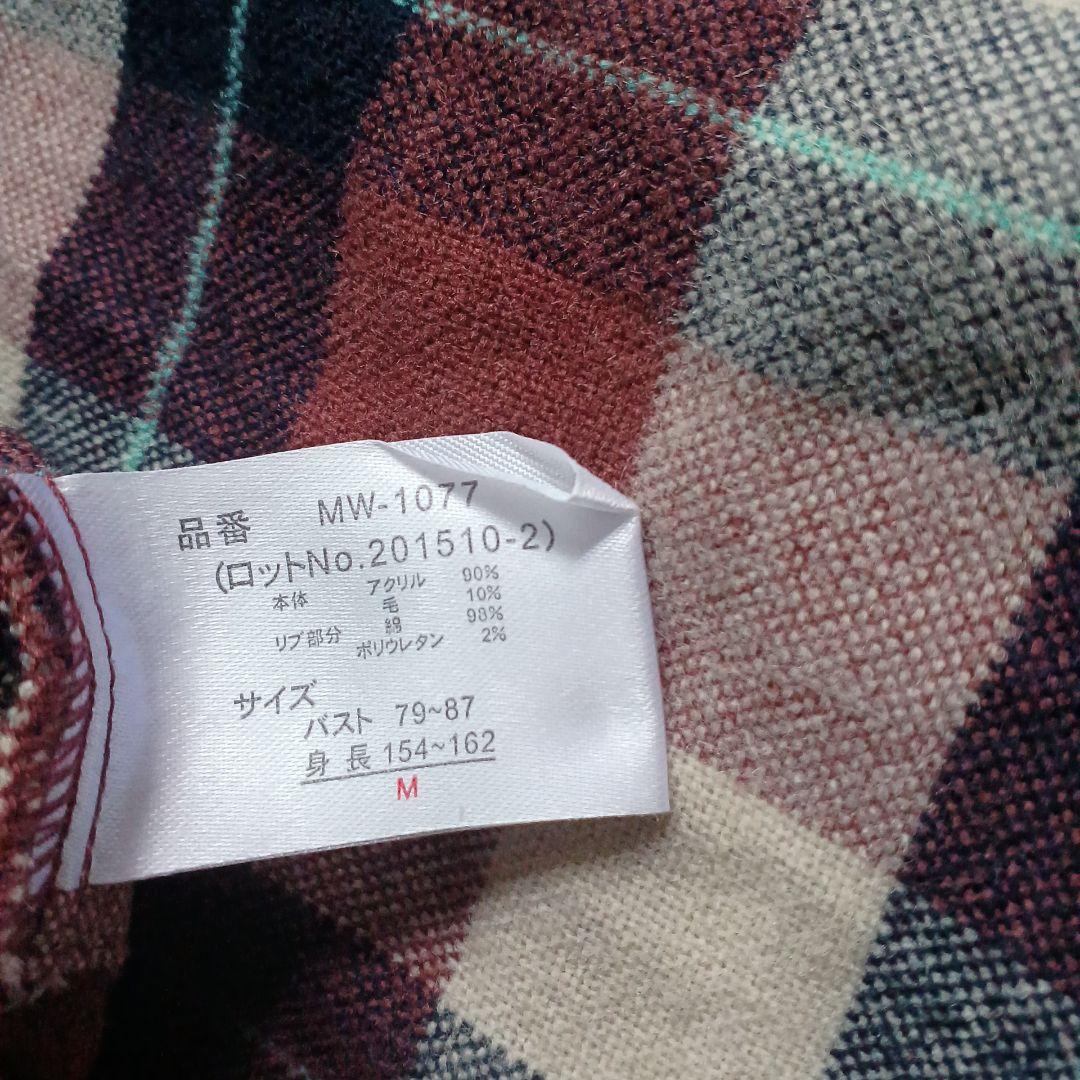 品番 MW-1077
(ロットNo.201510-2)
本体 アクリル 90%
毛 10%
リブ部分 綿 98%
ポリウレタン 2%
サイズ
バスト 79~87
身長 154~162
M